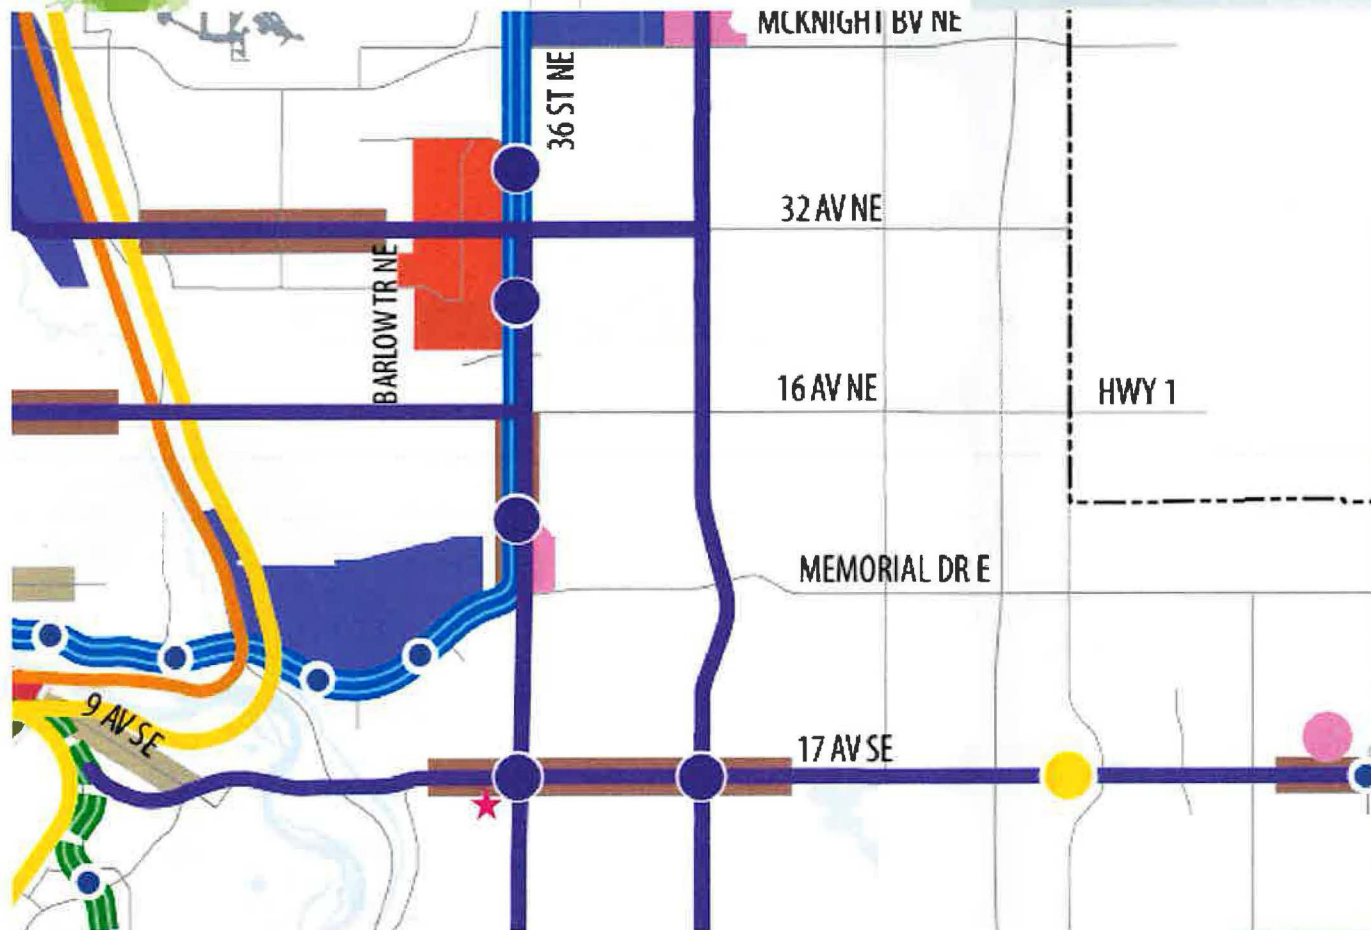 MCKNIGHT BV NE
36 ST NE
32 AV NE
BARLOW TR NE
16 AV NE
HWY 1
MEMORIAL DR E
9 AV SE
17 AV SE